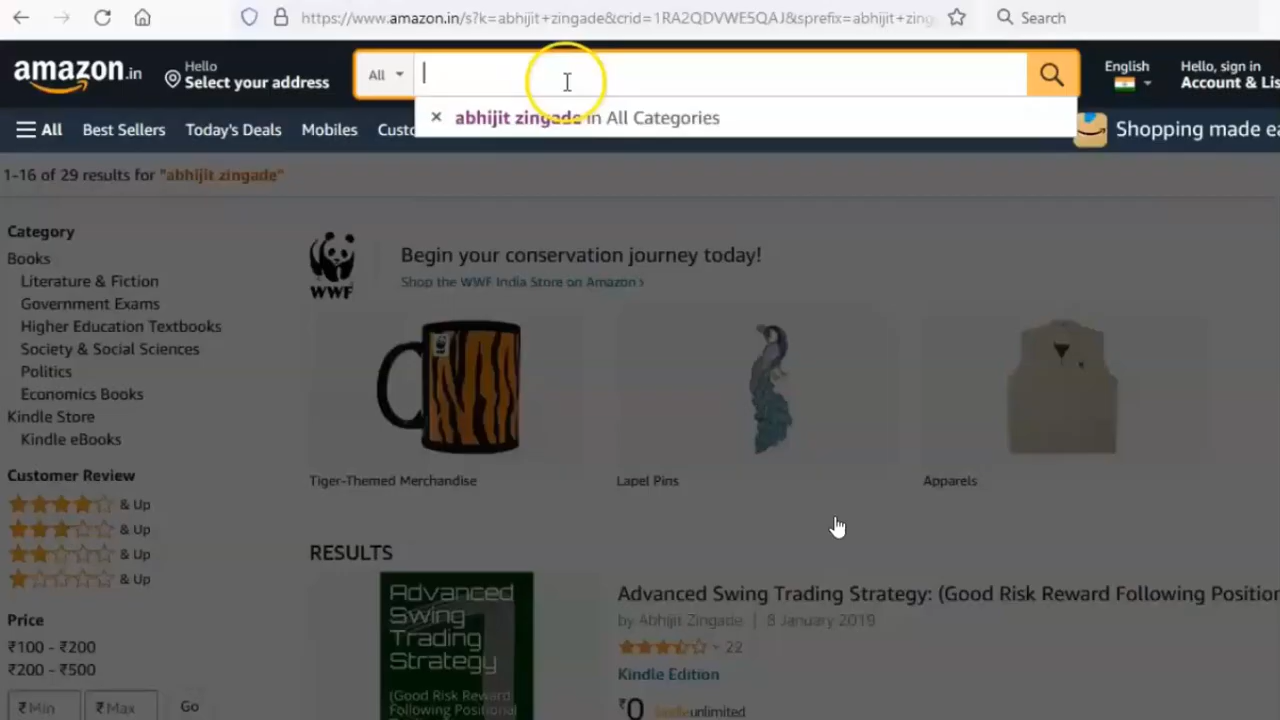 https://www.amazon.in/s?k=abhijit+zingade&crid=1RA2QDVWE5QAJ&sprefix=abhijit+zing
Search
amazon.in
Hello
Select your address
All
English
Hello, sign in
Account & Lis
abhijit zingade in All Categories
All
Best Sellers
Today's Deals
Mobiles
Custo
Shopping made ea
1-16 of 29 results for "abhijit zingade"
Category
Books
Literature & Fiction
Government Exams
Higher Education Textbooks
Society & Social Sciences
Politics
Economics Books
Kindle Store
Kindle eBooks
Customer Review
& Up
& Up
& Up
& Up
Price
₹100 - ₹200
₹200 - ₹500
₹ Min
₹ Max
Go
WWF
Begin your conservation journey today!
Shop the WWF India Store on Amazon ›
Tiger-Themed Merchandise
Lapel Pins
Apparels
RESULTS
Advanced
Swing
Trading
Strategy
(Good Risk Reward
Following Positional
Advanced Swing Trading Strategy: (Good Risk Reward Following Position
by Abhijit Zingade | 8 January 2019
22
Kindle Edition
₹0 kindleunlimited